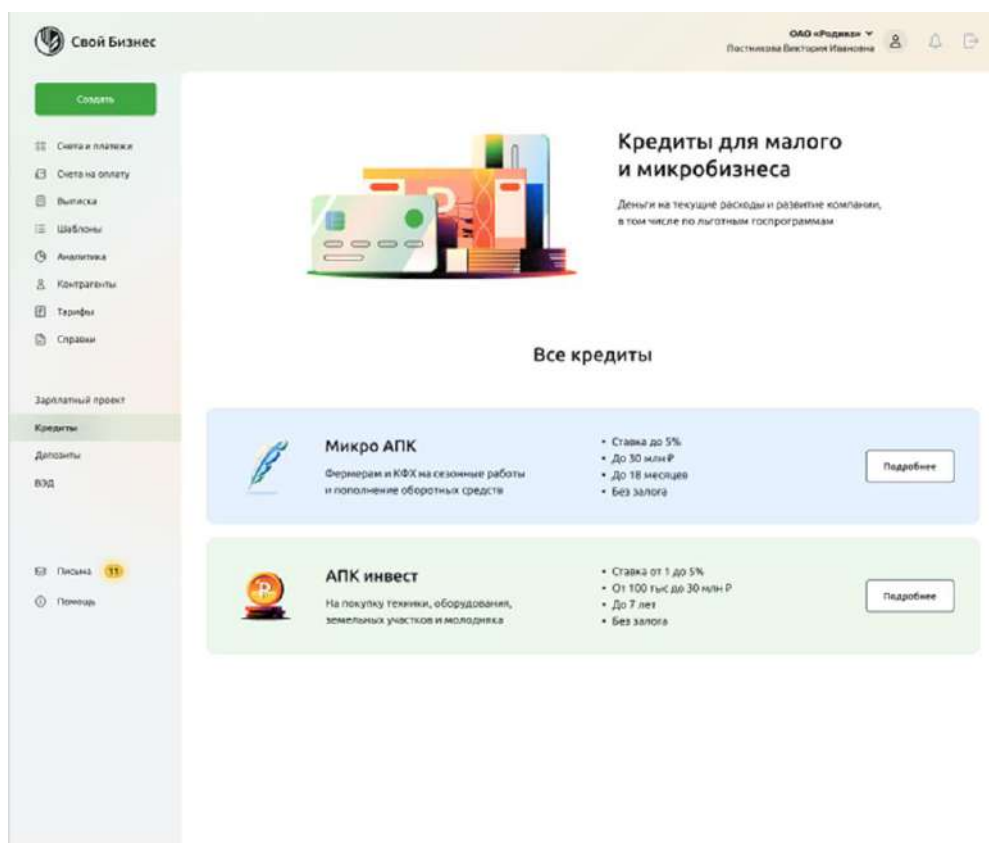 Свой Бизнес
ОАО «Родина»
Постникова Виктория Ивановна
Создать
Счета и платежи
Счета на оплату
Выписка
Шаблоны
Аналитика
Контрагенты
Тарифы
Справки
Зарплатный проект
Кредиты
Депозиты
ВЭД
Письма 11
Помощь
Кредиты для малого
и микробизнеса
Деньги на текущие расходы и развитие компании,
в том числе по льготным госпрограммам
Все кредиты
Микро АПК
Фермерам и КФХ на сезонные работы
и пополнение оборотных средств
• Ставка до 5%
• До 30 млн ₽
• До 18 месяцев
• Без залога
Подробнее
АПК инвест
На покупку техники, оборудования,
земельных участков и молодняка
• Ставка от 1 до 5%
• От 100 тыс до 30 млн ₽
• До 7 лет
• Без залога
Подробнее